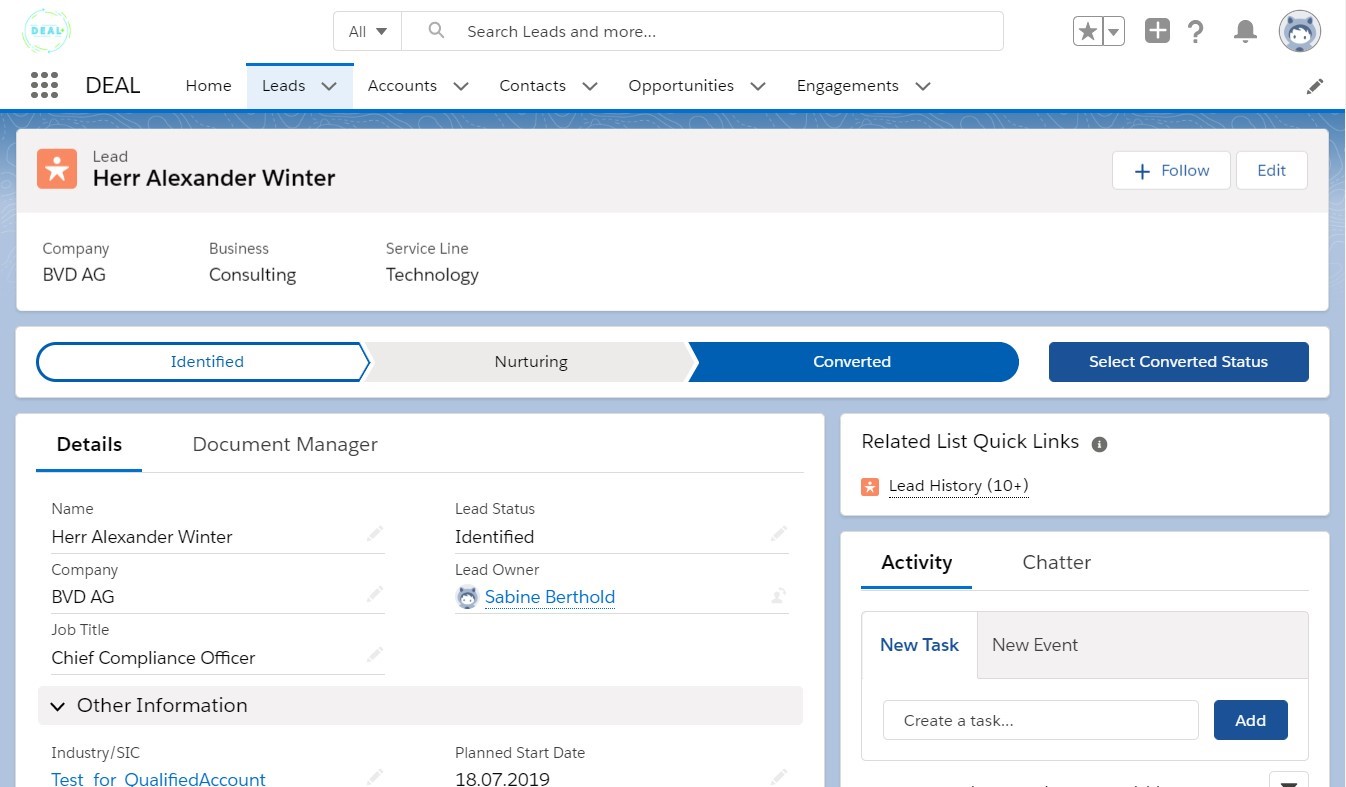 DEAL
All
Search Leads and more...
DEAL
Home
Leads
Accounts
Contacts
Opportunities
Engagements
Lead
Herr Alexander Winter
Follow
Edit
Company
Business
Service Line
BVD AG
Consulting
Technology
Identified
Nurturing
Converted
Select Converted Status
Details
Document Manager
Name
Herr Alexander Winter
Lead Status
Identified
Company
BVD AG
Lead Owner
Sabine Berthold
Job Title
Chief Compliance Officer
Other Information
Industry/SIC
Test_for_QualifiedAccount
Planned Start Date
18.07.2019
Related List Quick Links
Lead History (10+)
Activity
Chatter
New Task
New Event
Create a task...
Add